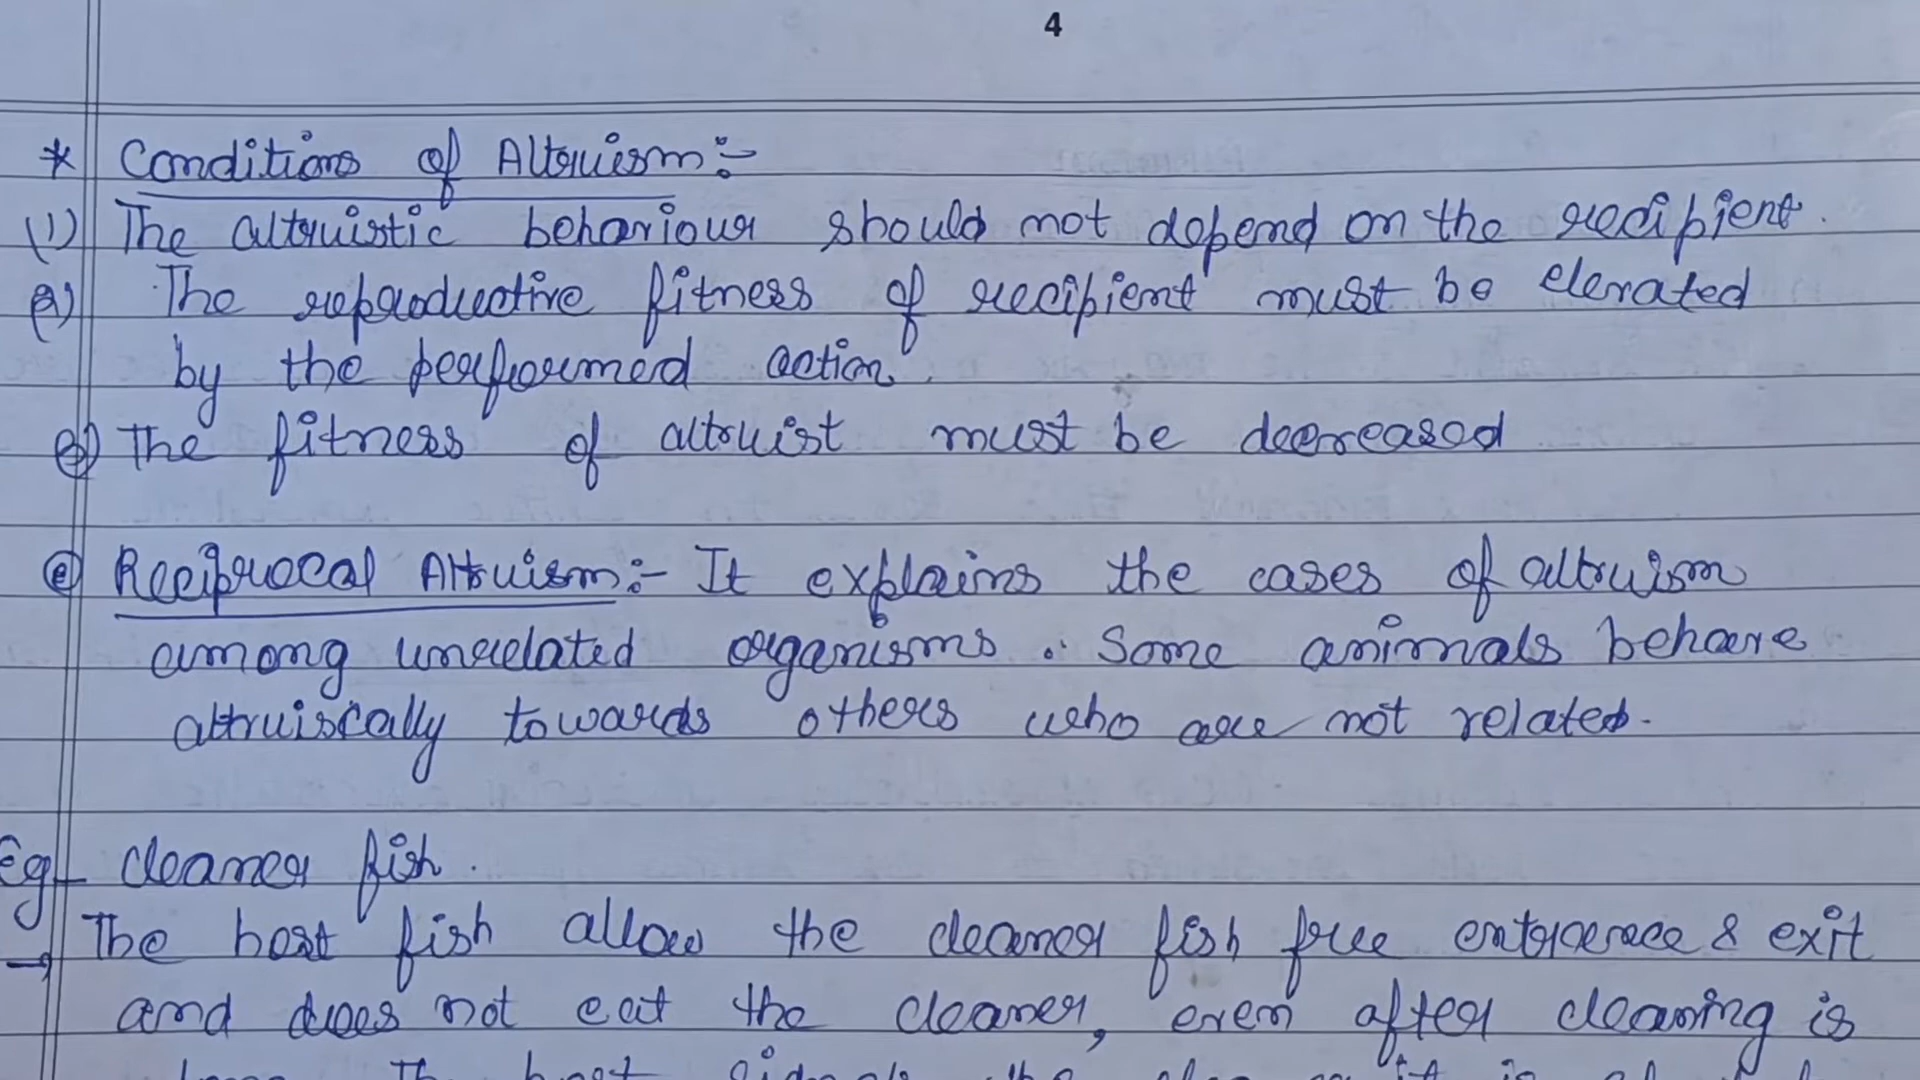 4
* Conditions of Altruism:-
(1) The altruistic behaviour should not depend on the recipient.
(2) The reproductive fitness of recipient must be elevated
by the performed action.
(3) The fitness of altruist must be decreased
(e) Reciprocal Altruism:- It explains the cases of altruism
among unrelated organisms. Some animals behave
altruiscally towards others who are not related.
Eg- Cleaner fish.
→ The host fish allow the cleaner fish free entrance & exit
and does not eat the cleaner, even after cleaning is